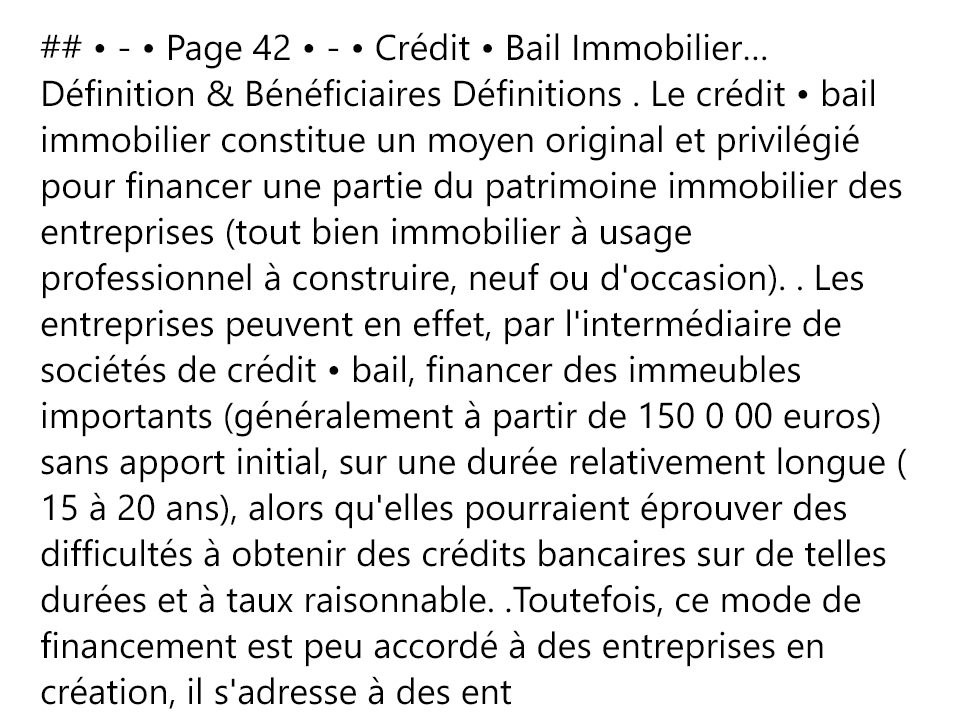 ## • - • Page 42 • - • Crédit • Bail Immobilier...
Définition & Bénéficiaires Définitions . Le crédit • bail
immobilier constitue un moyen original et privilégié
pour financer une partie du patrimoine immobilier des
entreprises (tout bien immobilier à usage
professionnel à construire, neuf ou d'occasion). . Les
entreprises peuvent en effet, par l'intermédiaire de
sociétés de crédit • bail, financer des immeubles
importants (généralement à partir de 150 0 00 euros)
sans apport initial, sur une durée relativement longue (
15 à 20 ans), alors qu'elles pourraient éprouver des
difficultés à obtenir des crédits bancaires sur de telles
durées et à taux raisonnable. .Toutefois, ce mode de
financement est peu accordé à des entreprises en
création, il s'adresse à des ent